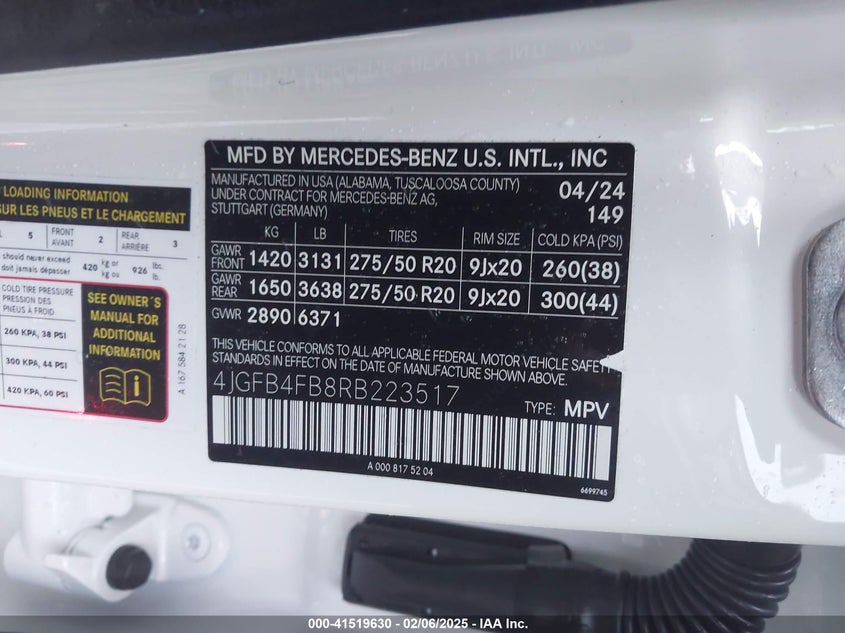 MFD BY MERCEDES-BENZ U.S. INTL., INC
MANUFACTURED IN USA (ALABAMA, TUSCALOOSA COUNTY)
UNDER CONTRACT FOR MERCEDES-BENZ AG,
STUTTGART (GERMANY)
04/24
149
KG LB TIRES RIM SIZE COLD KPA (PSI)
GAWR FRONT 1420 3131 275/50 R20 9Jx20 260(38)
GAWR REAR 1650 3638 275/50 R20 9Jx20 300(44)
GVWR 2890 6371
THIS VEHICLE CONFORMS TO ALL APPLICABLE FEDERAL MOTOR VEHICLE SAFETY
STANDARDS IN EFFECT ON THE DATE OF MANUFACTURE SHOWN ABOVE.
4JGFB4FB8RB223517
TYPE: MPV
A 000 817 52 04
6699745
LOADING INFORMATION
SUR LES PNEUS ET LE CHARGEMENT
5 FRONT AVANT 2 REAR ARRIÈRE 3
should never exceed
doit jamais dépasser
420 kg or kg ou 926 lb. lb.
COLD TIRE PRESSURE
PRESSION DES
PNEUS À FROID
260 KPA, 38 PSI
300 KPA, 44 PSI
420 KPA, 60 PSI
SEE OWNER'S
MANUAL FOR
ADDITIONAL
INFORMATION
A 167 584 21 28
000-41519630 - 02/06/2025 - IAA Inc.